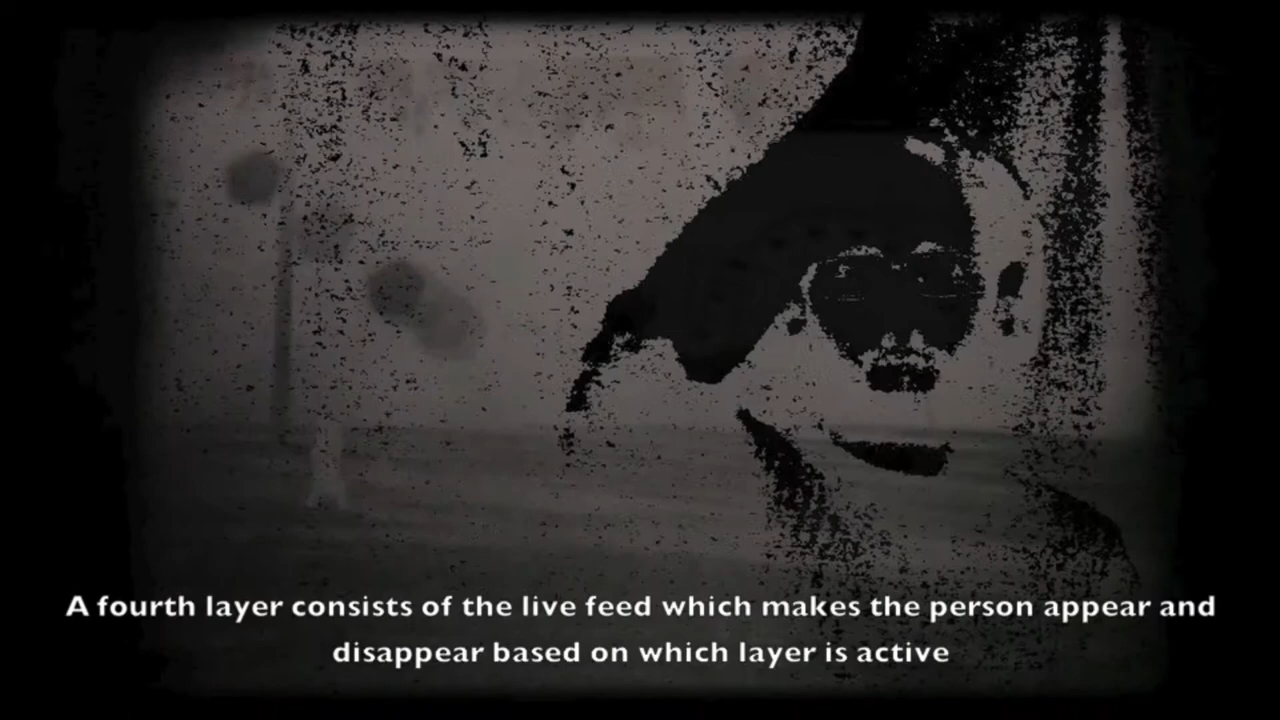 A fourth layer consists of the live feed which makes the person appear and
disappear based on which layer is active